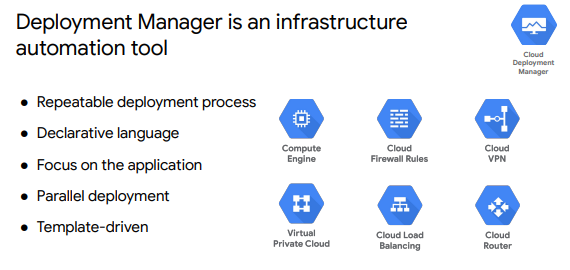 Deployment Manager is an infrastructure
automation tool
Cloud
Deployment
Manager
● Repeatable deployment process
● Declarative language
● Focus on the application
● Parallel deployment
● Template-driven
Compute
Engine
Cloud
Firewall Rules
Cloud
VPN
Virtual
Private Cloud
Cloud Load
Balancing
Cloud
Router